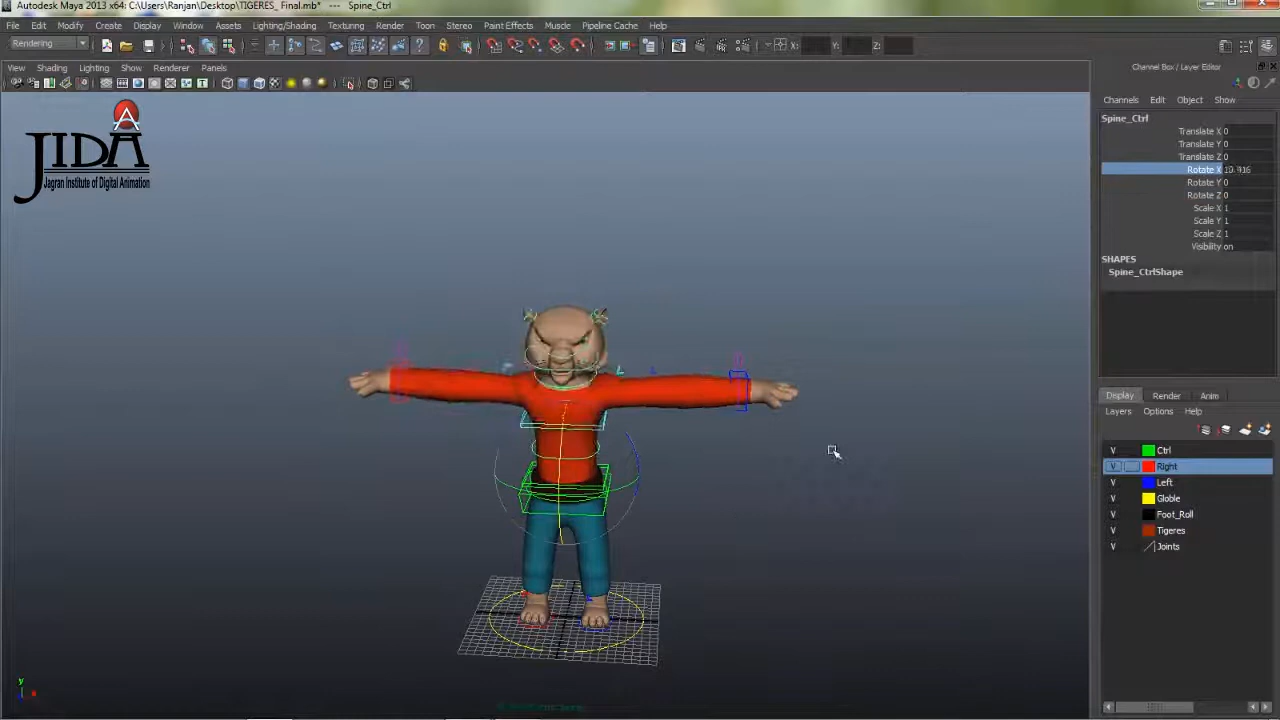 Autodesk Maya 2013 x64: C:\Users\Ranjan\Desktop\TIGERES_ Final.mb* --- Spine_Ctrl
File Edit Modify Create Display Window Assets Lighting/Shading Texturing Render Toon Stereo Paint Effects Muscle Pipeline Cache Help
Rendering X: Y: Z:
View Shading Lighting Show Renderer Panels
JIDA
Jagran Institute of Digital Animation
Channel Box / Layer Editor
Channels Edit Object Show
Spine_Ctrl
Translate X 0
Translate Y 0
Translate Z 0
Rotate X 10.416
Rotate Y 0
Rotate Z 0
Scale X 1
Scale Y 1
Scale Z 1
Visibility on
SHAPES
Spine_CtrlShape
Display Render Anim
Layers Options Help
V Ctrl
V Right
V Left
V Globle
V Foot_Roll
V Tigeres
V Joints
y